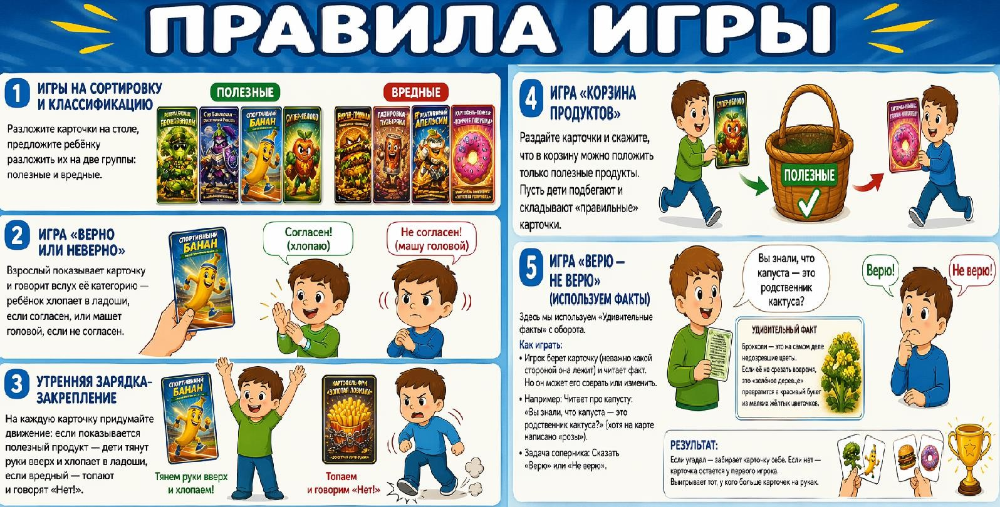 ПРАВИЛА ИГРЫ
1
ИГРЫ НА СОРТИРОВКУ
И КЛАССИФИКАЦИЮ
Разложите карточки на столе,
предложите ребёнку
разложить их на две группы:
полезные и вредные.
ПОЛЕЗНЫЕ
СПОРТИВНЫЙ
БАНАН
СУПЕР-ЯБЛОКО
ВРЕДНЫЕ
ГАЗИРОВКА-
ПУЗЫРЯКА
АПЕЛЬСИН
2
ИГРА «ВЕРНО
ИЛИ НЕВЕРНО»
Взрослый показывает карточку
и говорит вслух её категорию —
ребёнок хлопает в ладоши,
если согласен, или машет
головой, если не согласен.
СПОРТИВНЫЙ
БАНАН
Согласен!
(хлопаю)
Не согласен!
(машу головой)
3
УТРЕННЯЯ ЗАРЯДКА-
ЗАКРЕПЛЕНИЕ
На каждую карточку придумайте
движение: если показывается
полезный продукт — дети тянут
руки вверх и хлопает в ладоши,
если вредный — топают
и говорят «Нет!».
СПОРТИВНЫЙ
БАНАН
Тянем руки вверх
и хлопаем!
КАРТОФЕЛЬ ФРИ
«ЗОЛОТАЯ ЛОВУШКА»
Топаем
и говорим «Нет!»
4
ИГРА «КОРЗИНА
ПРОДУКТОВ»
Раздайте карточки и скажите,
что в корзину можно положить
только полезные продукты.
Пусть дети подбегают и
складывают «правильные»
карточки.
СУПЕР-ЯБЛОКО
ПОЛЕЗНЫЕ
5
ИГРА «ВЕРЮ —
НЕ ВЕРЮ»
(ИСПОЛЬЗУЕМ ФАКТЫ)
Здесь мы используем «Удивительные
факты» с оборота.
Как играть:
• Игрок берет карточку (неважно какой
стороной она лежит) и читает факт.
Но он может его соврать или изменить.
• Например: Читает про капусту:
«Вы знали, что капуста — это
родственник кактуса?» (хотя на карте
написано «розы»).
• Задача соперника: Сказать
«Верю» или «Не верю».
Вы знали, что
капуста — это
родственник
кактуса?
Верю!
Не верю!
УДИВИТЕЛЬНЫЙ ФАКТ
Брокколи — это на самом деле
недозревшие цветы.
Если её не срезать вовремя,
это «зелёное деревце»
превратится в красивый букет
из мелких жёлтых цветочков.
РЕЗУЛЬТАТ:
Если угадал — забирает карточку себе. Если нет —
карточка остается у первого игрока.
Выигрывает тот, у кого больше карточек на руках.